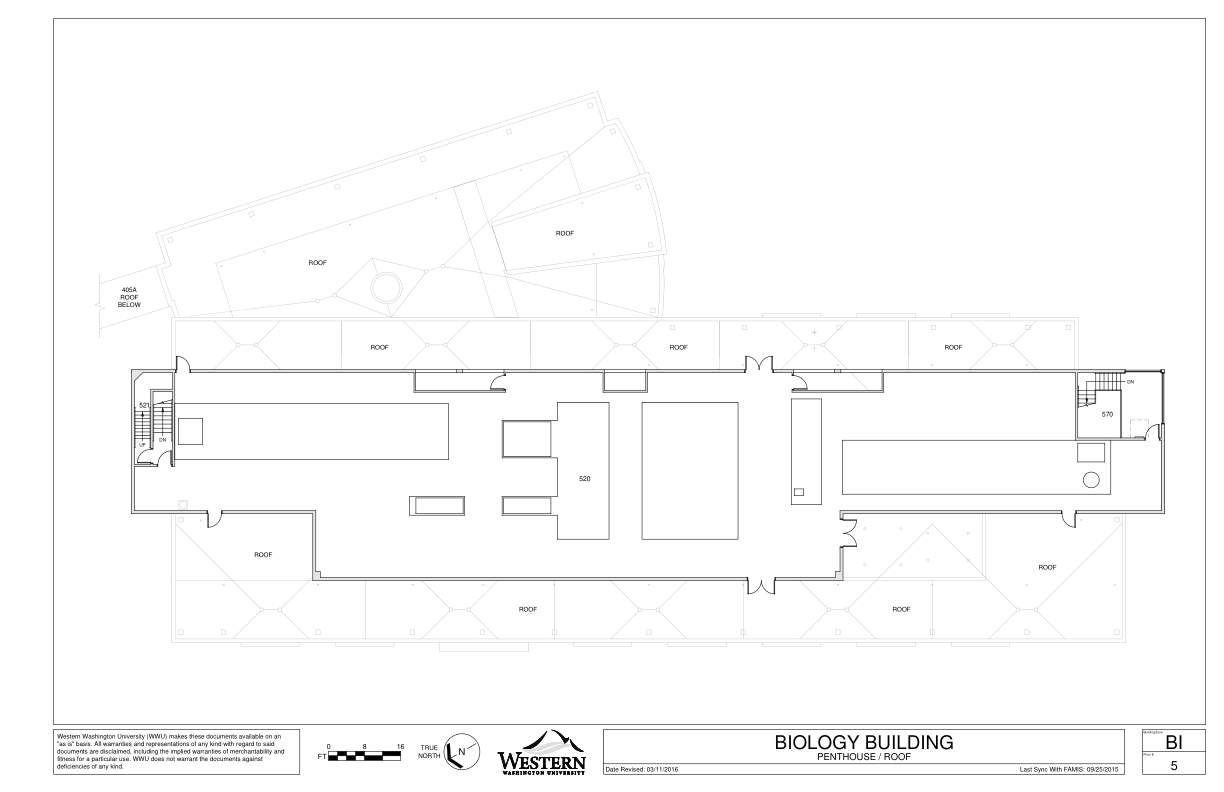 ROOF
ROOF
405A
ROOF
BELOW
ROOF
ROOF
ROOF
521
UP
DN
DN
570
520
ROOF
ROOF
ROOF
ROOF
Western Washington University (WWU) makes these documents available on an
"as is" basis. All warranties and representations of any kind with regard to said
documents are disclaimed, including the implied warranties of merchantability and
fitness for a particular use. WWU does not warrant the documents against
deficiencies of any kind.
FT
0 8 16
TRUE
NORTH
N
WESTERN
WASHINGTON UNIVERSITY
BIOLOGY BUILDING
PENTHOUSE / ROOF
Date Revised: 03/11/2016
Last Sync With FAMIS: 09/25/2015
BI
5